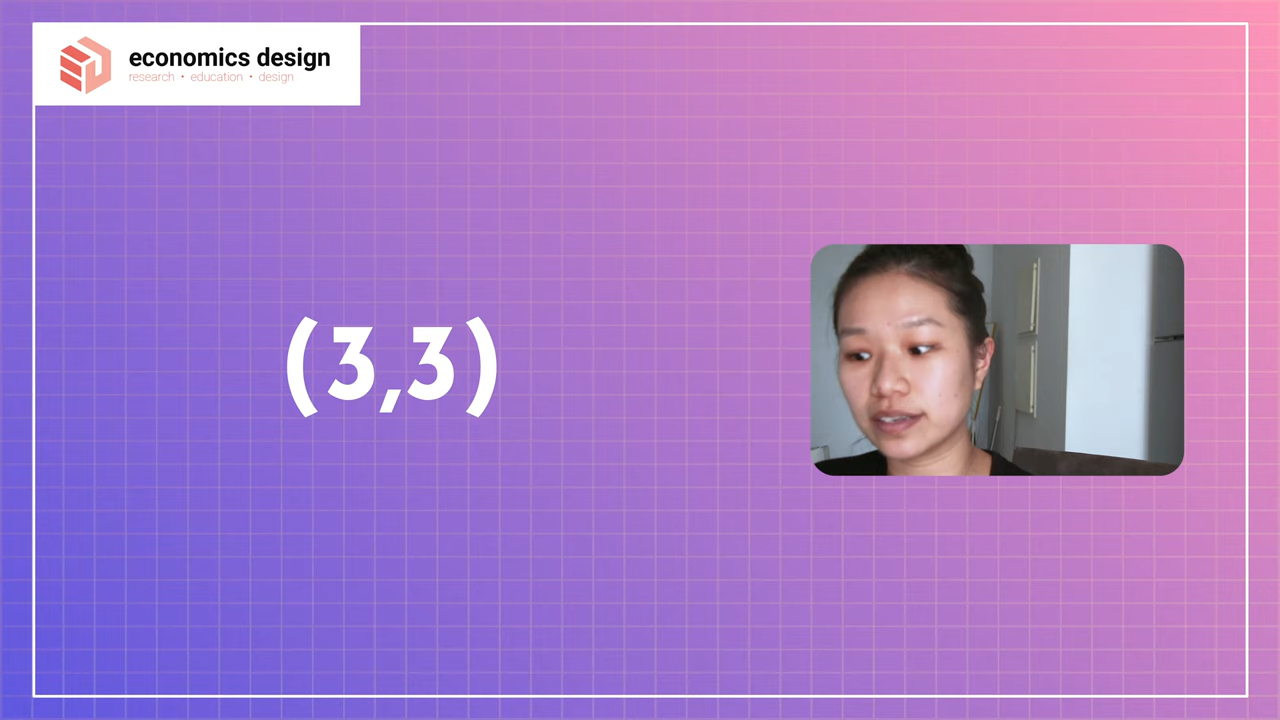 economics design
research • education • design
(3,3)